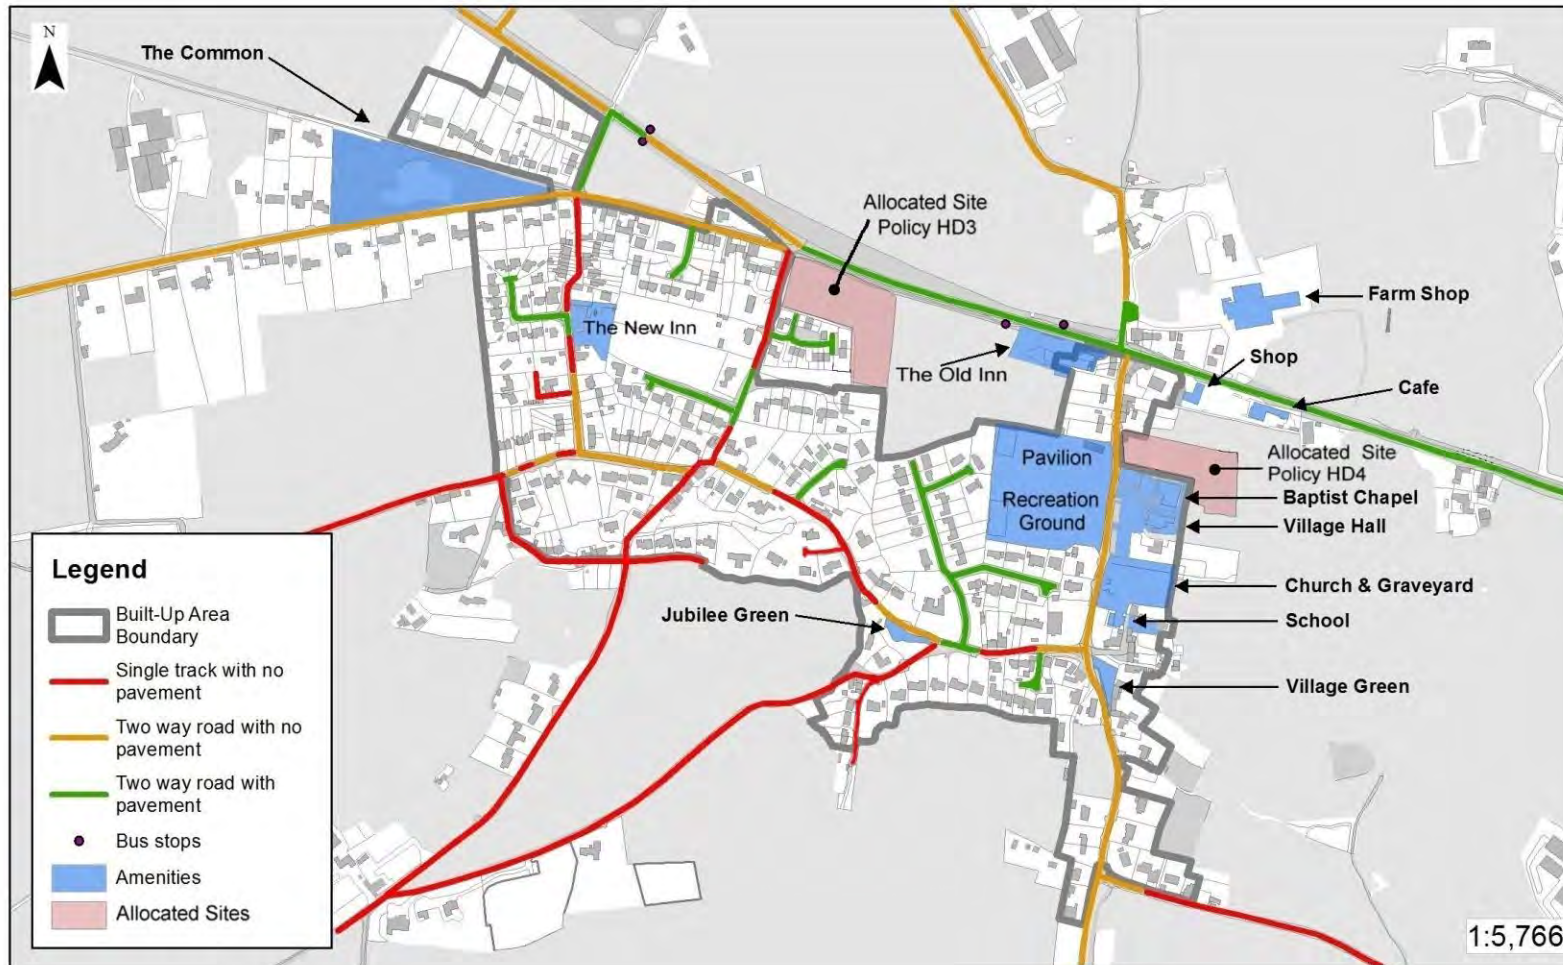 N
The Common
Allocated Site
Policy HD3
Farm Shop
The New Inn
Shop
The Old Inn
Cafe
Pavilion
Allocated Site
Policy HD4
Recreation
Ground
Baptist Chapel
Village Hall
Church & Graveyard
Jubilee Green
School
Village Green
Legend
Built-Up Area
Boundary
Single track with no
pavement
Two way road with no
pavement
Two way road with
pavement
Bus stops
Amenities
Allocated Sites
1:5,766